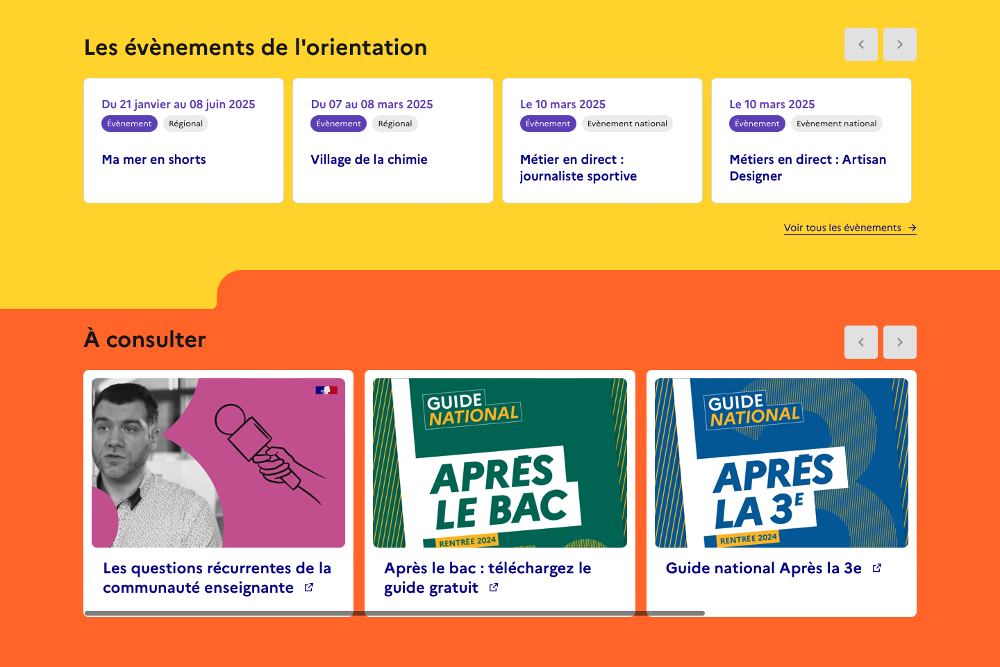 Les évènements de l'orientation
Du 21 janvier au 08 juin 2025
Évènement
Régional
Ma mer en shorts
Du 07 au 08 mars 2025
Évènement
Régional
Village de la chimie
Le 10 mars 2025
Évènement
Evènement national
Métier en direct :
journaliste sportive
Le 10 mars 2025
Évènement
Evènement national
Métiers en direct : Artisan
Designer
Voir tous les évènements
À consulter
Les questions récurrentes de la
communauté enseignante
GUIDE
NATIONAL
APRÈS
LE BAC
RENTRÉE 2024
Après le bac : téléchargez le
guide gratuit
GUIDE
NATIONAL
APRÈS
LA 3E
RENTRÉE 2024
Guide national Après la 3e